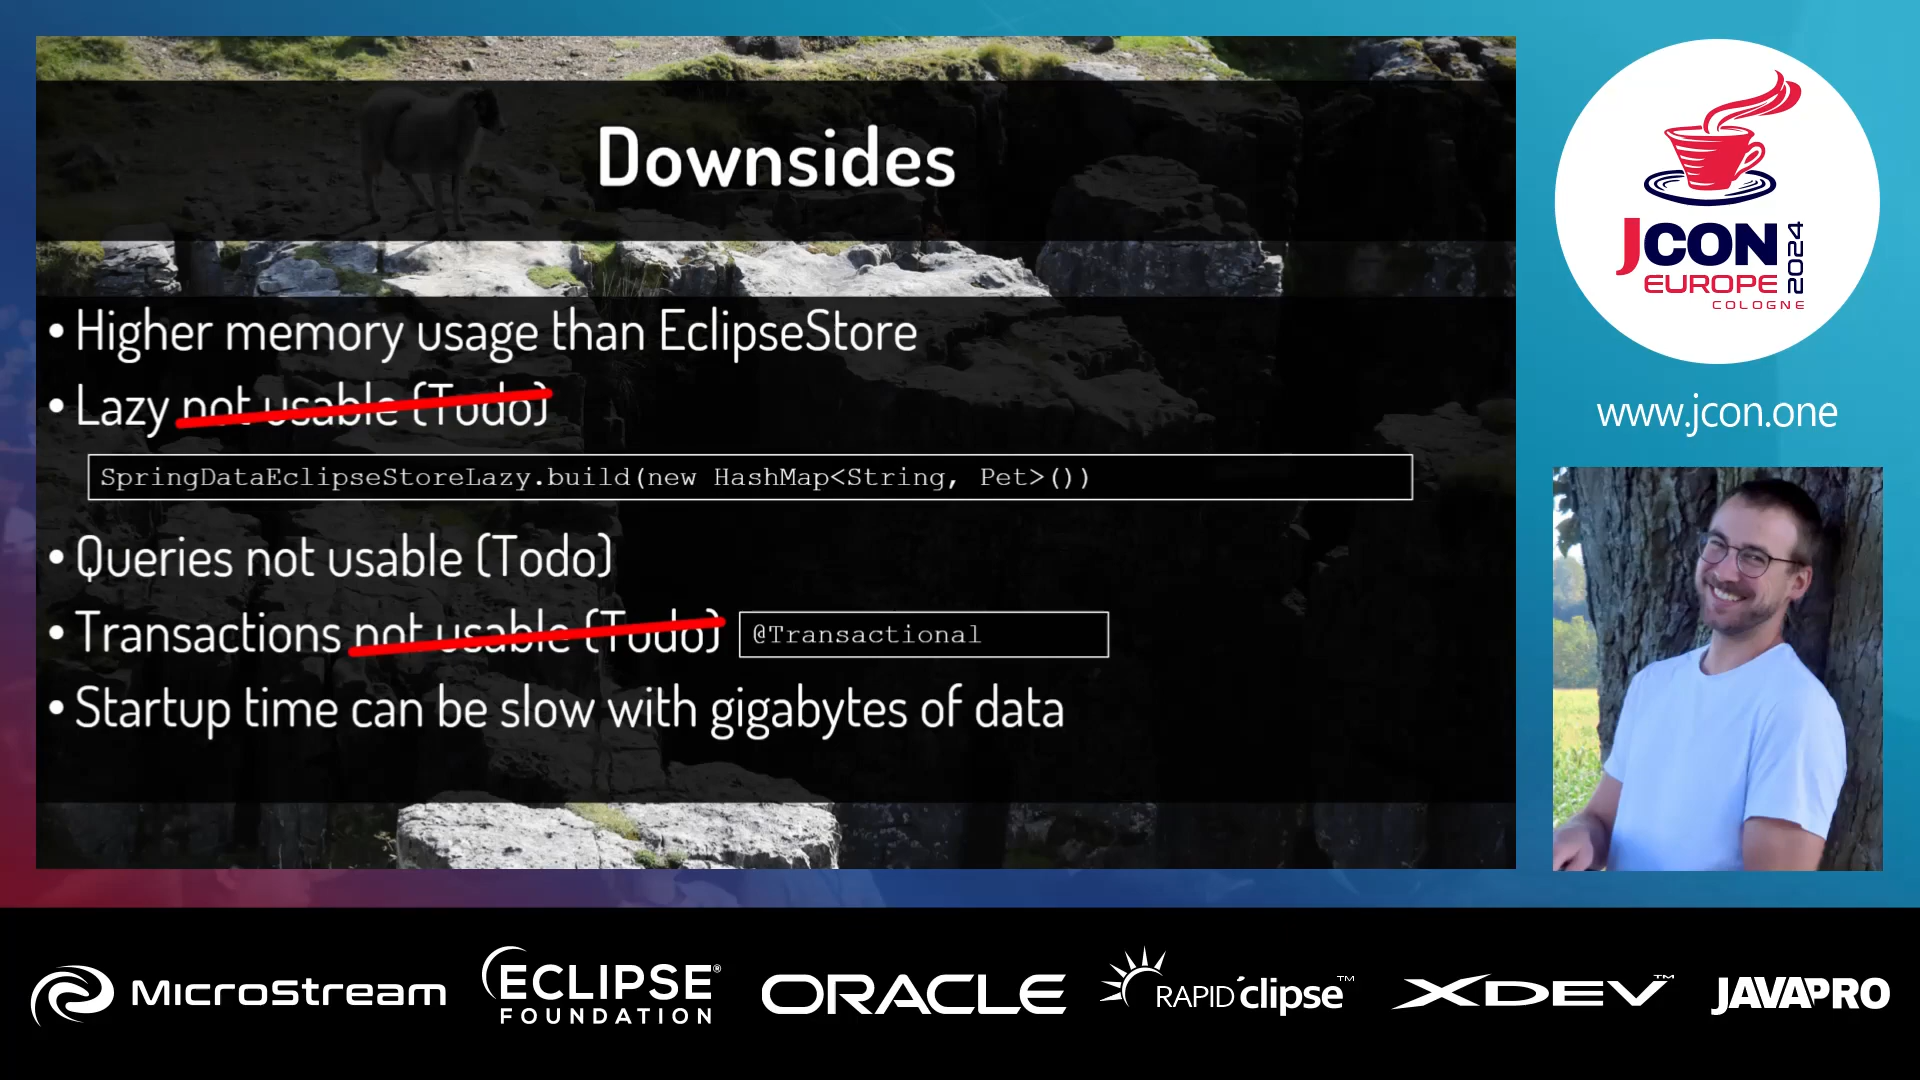 Downsides
• Higher memory usage than EclipseStore
• Lazy not usable (Todo)
SpringDataEclipseStoreLazy.build(new HashMap<String, Pet>())
• Queries not usable (Todo)
• Transactions not usable (Todo) @Transactional
• Startup time can be slow with gigabytes of data
JCON 2024
EUROPE
COLOGNE
www.jcon.one
MicroStream
ECLIPSE®
FOUNDATION
ORACLE
RAPID'clipse™
XDEV™
JAVAPRO